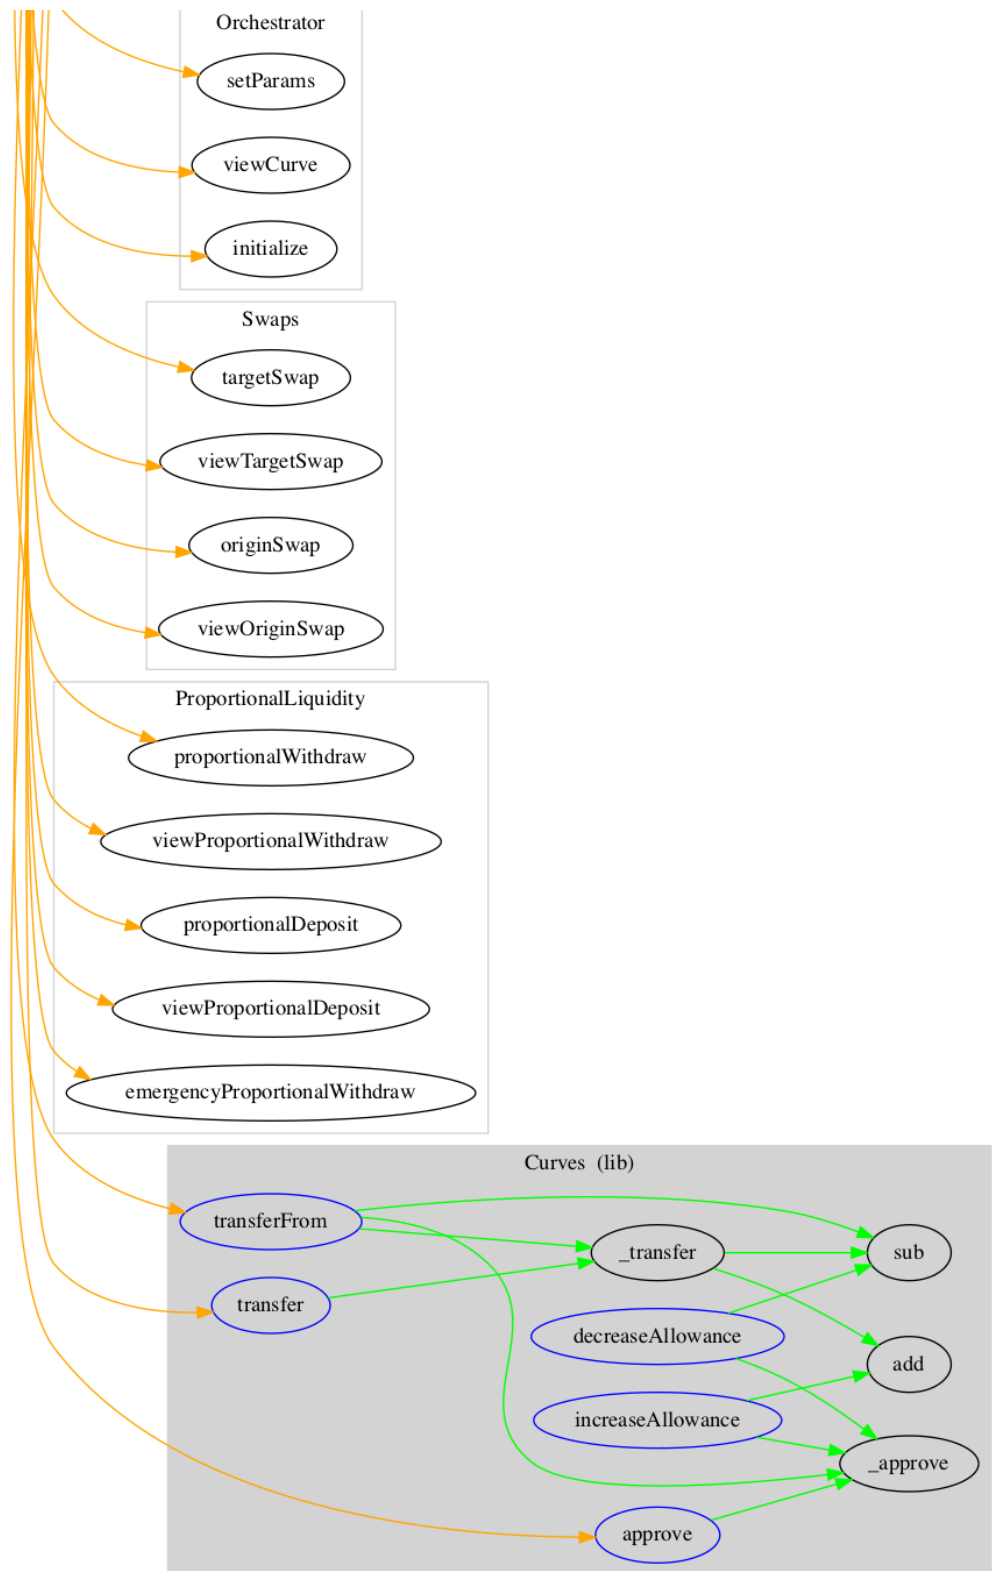 Orchestrator
setParams
viewCurve
initialize
Swaps
targetSwap
viewTargetSwap
originSwap
viewOriginSwap
ProportionalLiquidity
proportionalWithdraw
viewProportionalWithdraw
proportionalDeposit
viewProportionalDeposit
emergencyProportionalWithdraw
Curves (lib)
transferFrom
_transfer
sub
transfer
decreaseAllowance
add
increaseAllowance
_approve
approve